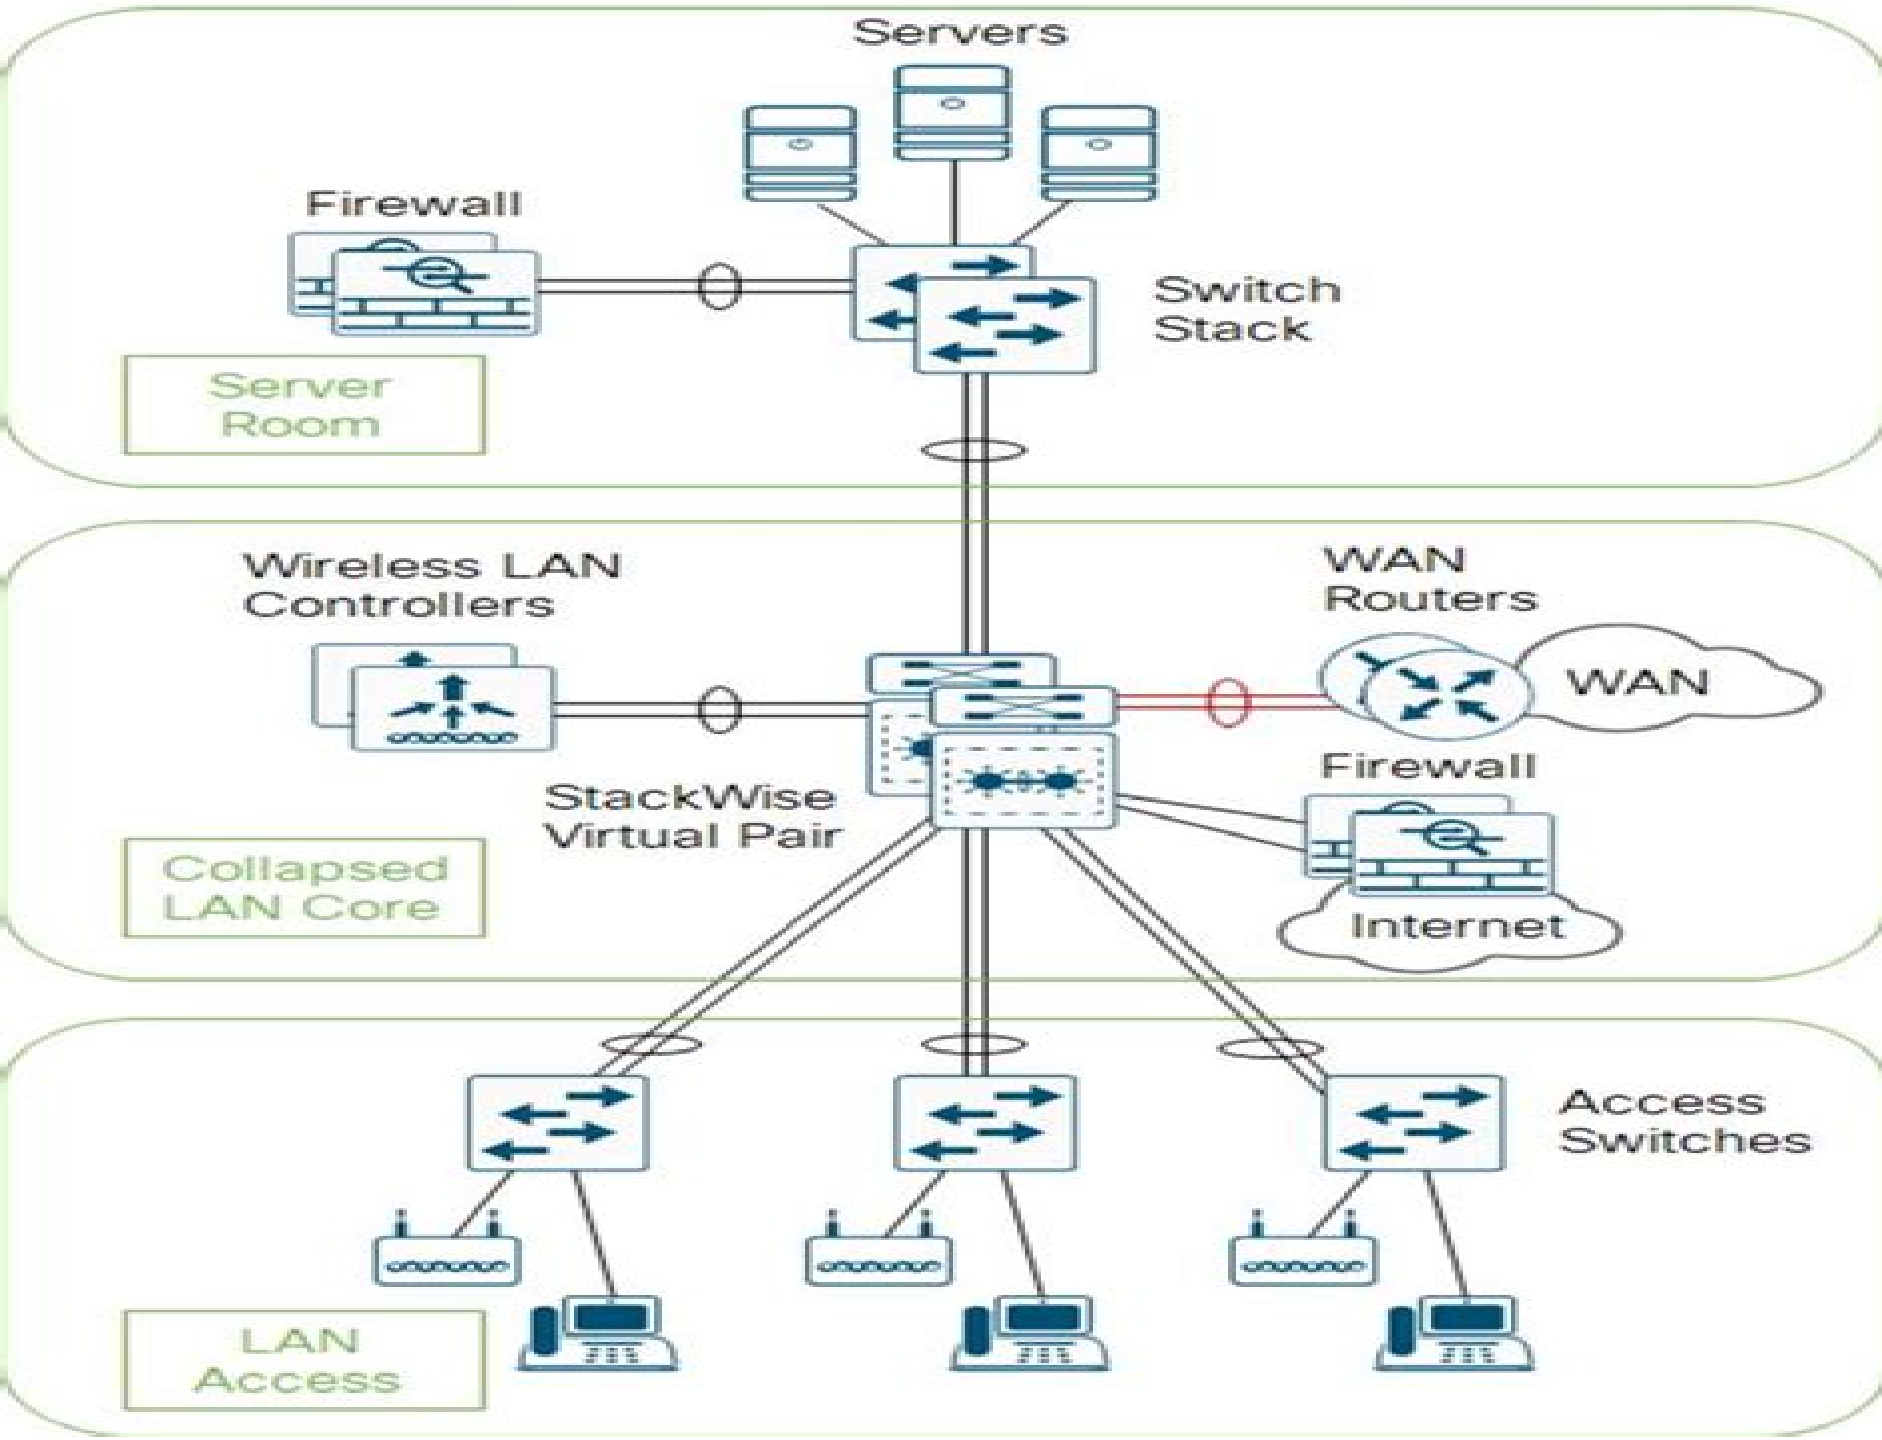 Servers
Firewall
Switch
Stack
Server
Room
Wireless LAN
Controllers
WAN
Routers
WAN
Firewall
StackWise
Virtual Pair
Collapsed
LAN Core
Internet
Access
Switches
LAN
Access